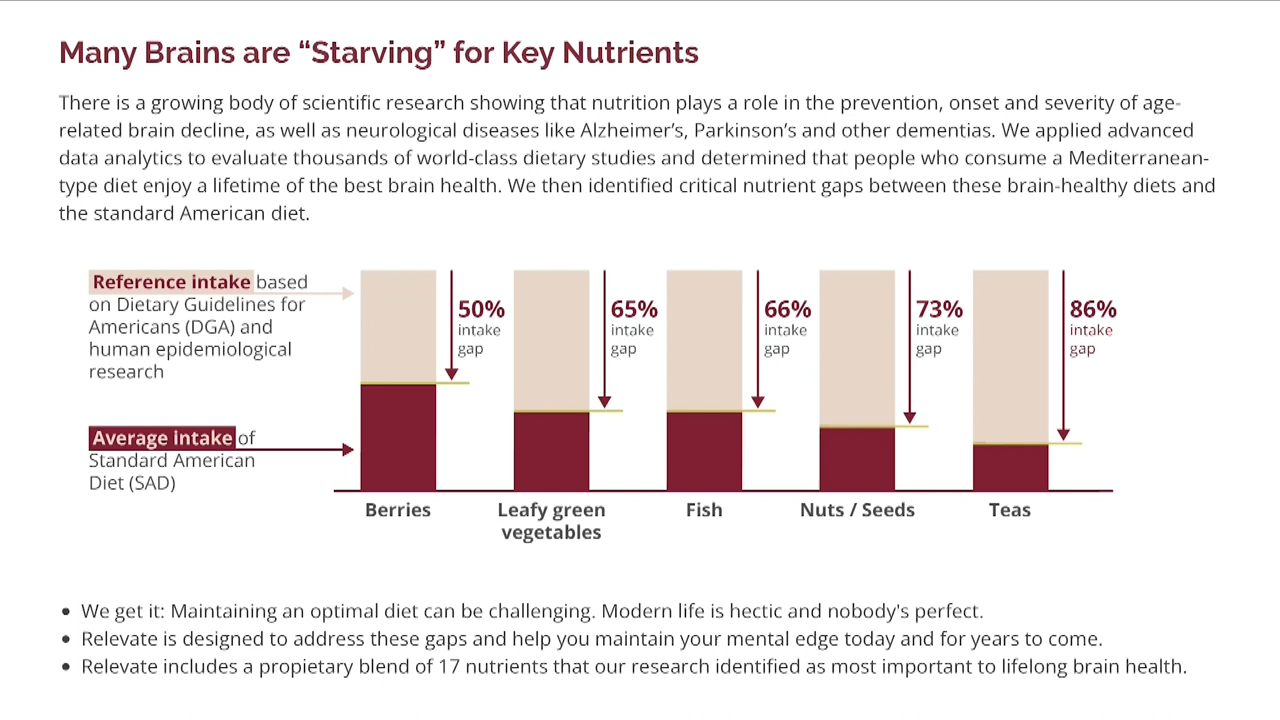 Many Brains are “Starving” for Key Nutrients
There is a growing body of scientific research showing that nutrition plays a role in the prevention, onset and severity of age-
related brain decline, as well as neurological diseases like Alzheimer’s, Parkinson’s and other dementias. We applied advanced
data analytics to evaluate thousands of world-class dietary studies and determined that people who consume a Mediterranean-
type diet enjoy a lifetime of the best brain health. We then identified critical nutrient gaps between these brain-healthy diets and
the standard American diet.
Reference intake based
on Dietary Guidelines for
Americans (DGA) and
human epidemiological
research
Average intake of
Standard American
Diet (SAD)
50%
intake
gap
65%
intake
gap
66%
intake
gap
73%
intake
gap
86%
intake
gap
Berries
Leafy green
vegetables
Fish
Nuts / Seeds
Teas
• We get it: Maintaining an optimal diet can be challenging. Modern life is hectic and nobody's perfect.
• Relevate is designed to address these gaps and help you maintain your mental edge today and for years to come.
• Relevate includes a propietary blend of 17 nutrients that our research identified as most important to lifelong brain health.